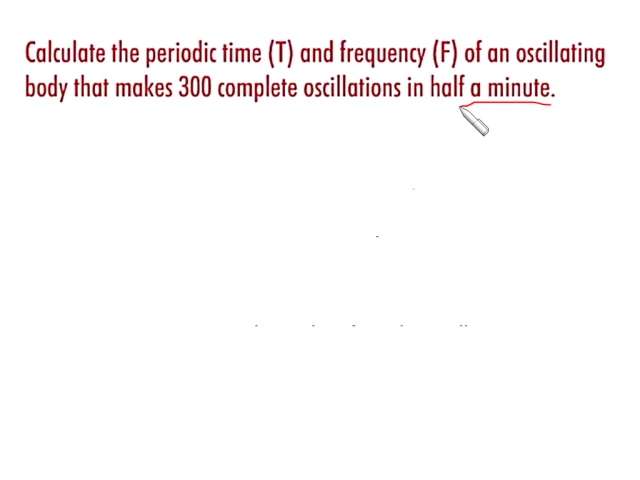 Calculate the periodic time (T) and frequency (F) of an oscillating
body that makes 300 complete oscillations in half a minute.